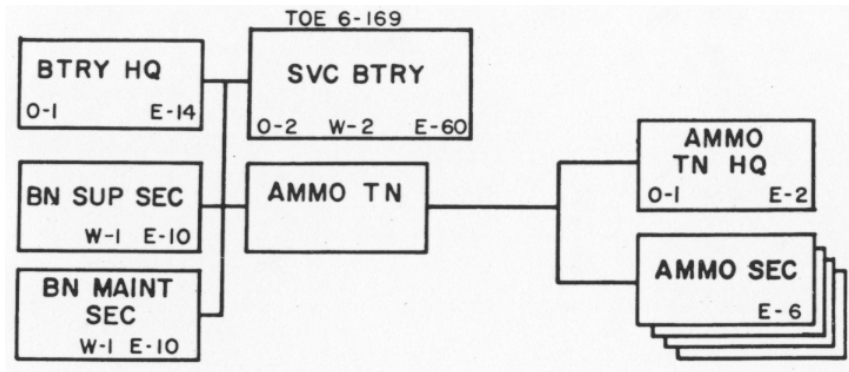 TOE 6-169
BTRY HQ
O-1 E-14
SVC BTRY
O-2 W-2 E-60
BN SUP SEC
W-1 E-10
AMMO TN
BN MAINT
SEC
W-1 E-10
AMMO
TN HQ
O-1 E-2
AMMO SEC
E-6